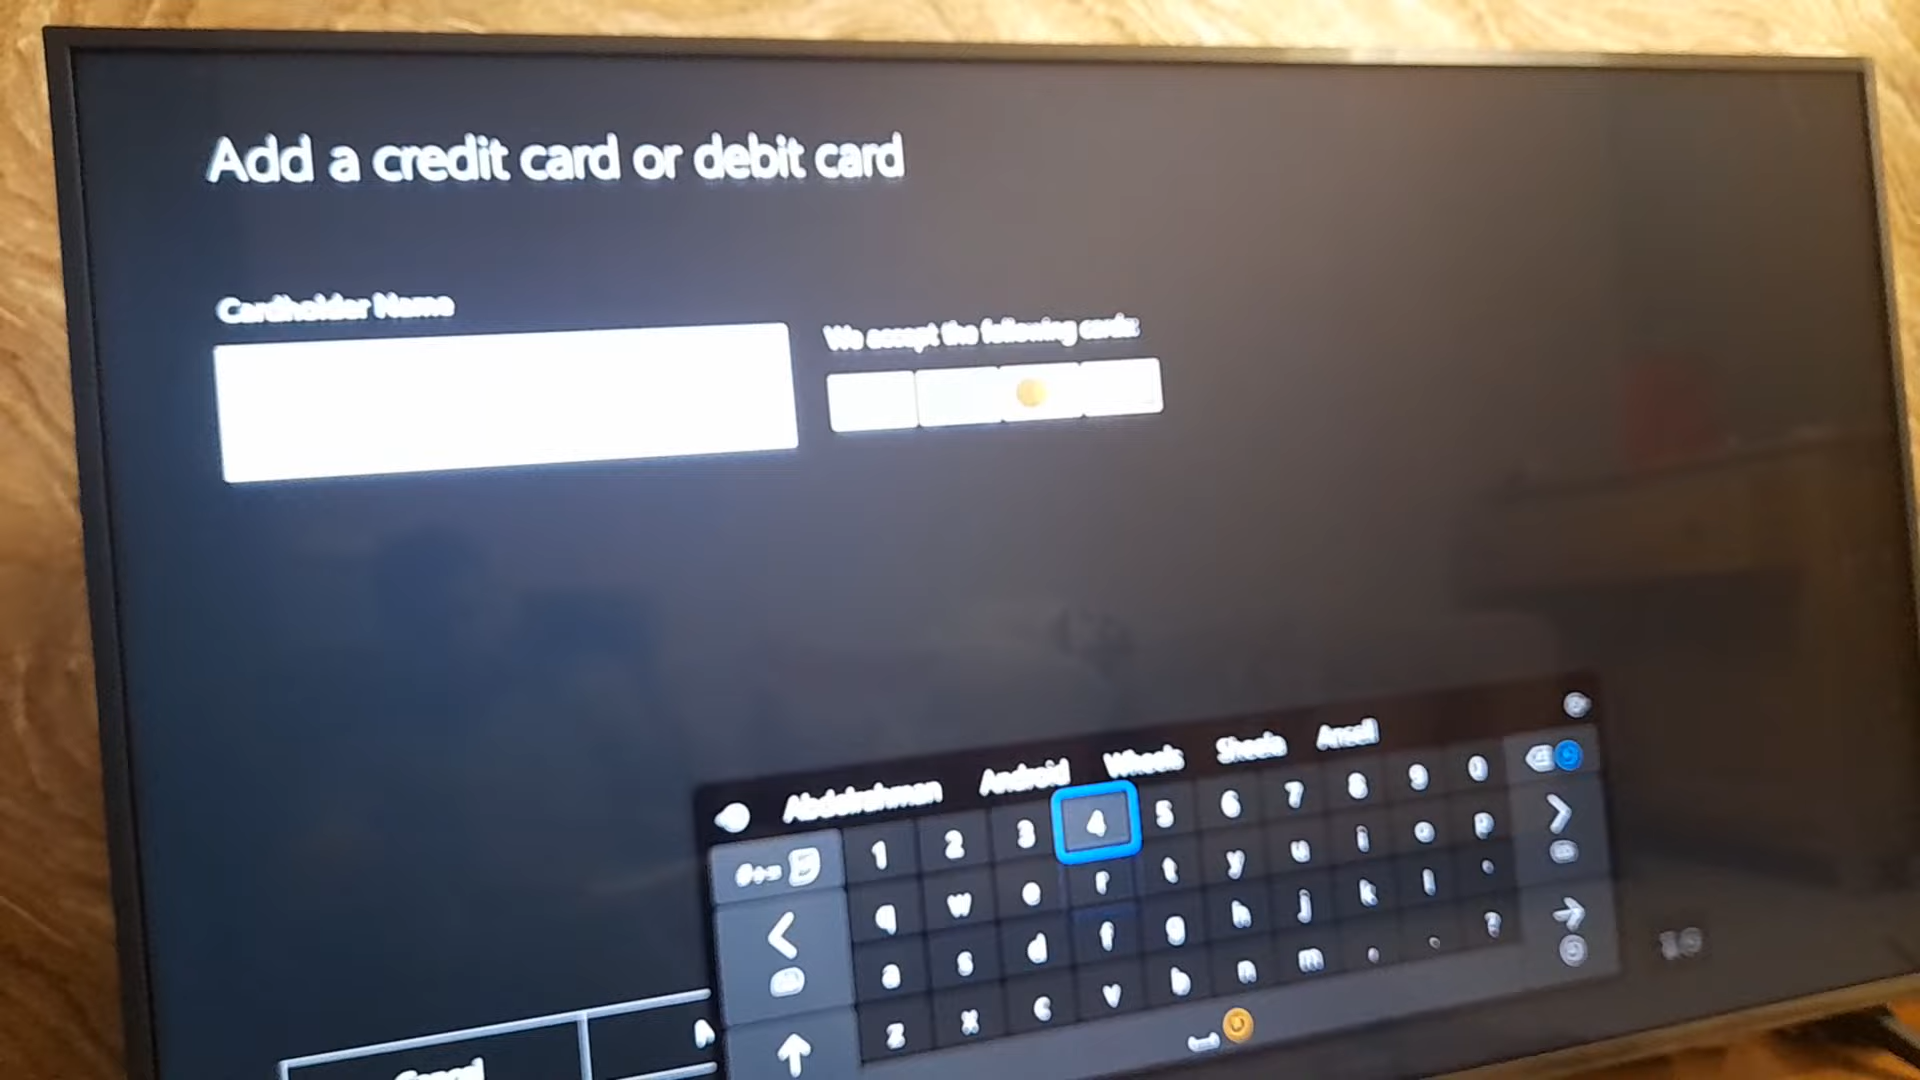 Add a credit card or debit card
Cardholder Name
We accept the following cards:
Abdelrahman Android Wheels Sheela Ansell
1 2 3 4 5 6 7 8 9 0
q w e r t y u i o p
a s d f g h j k l '
z x c v b n m , . ?
Cancel